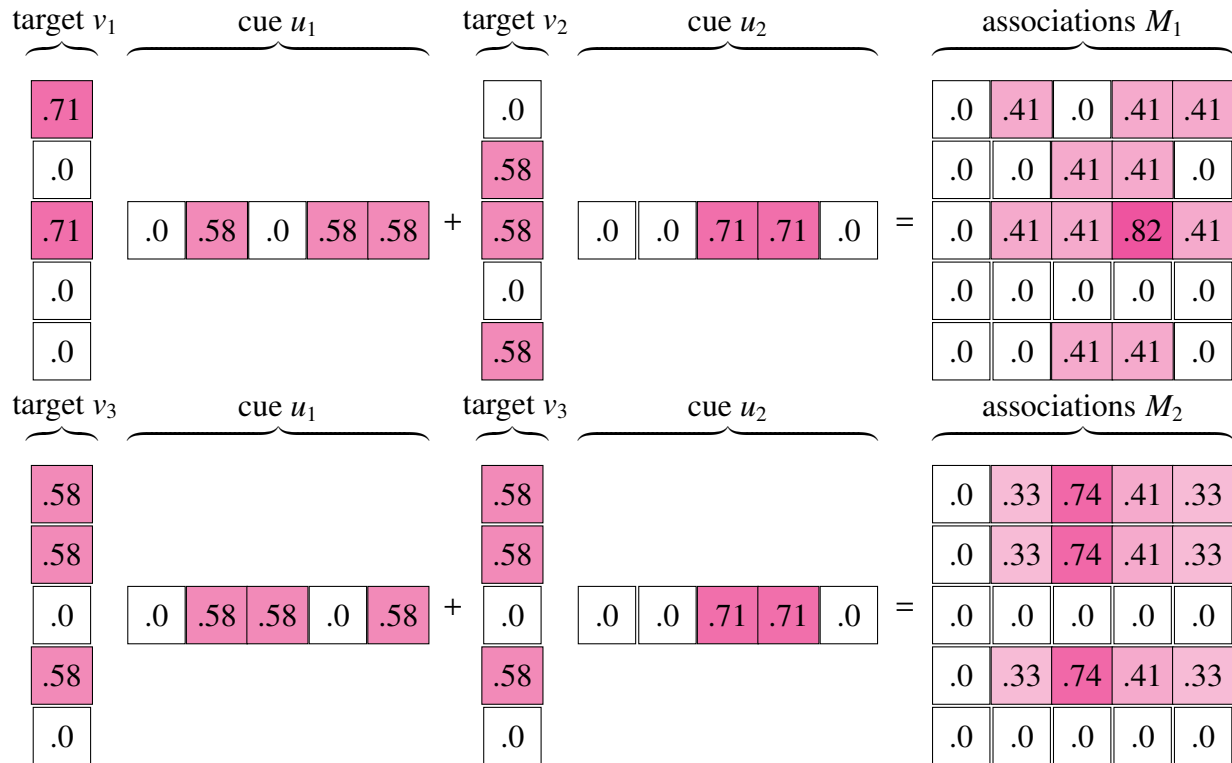 target v1 cue u1 target v2 cue u2 associations M1
.71 .0 .0 .41 .0 .41 .41
.0 .58 .0 .0 .41 .41 .0
.71 .0 .58 .0 .58 .58 + .58 .0 .0 .71 .71 .0 = .0 .41 .41 .82 .41
.0 .0 .0 .0 .0 .0 .0
.0 .58 .0 .0 .41 .41 .0
target v3 cue u1 target v3 cue u2 associations M2
.58 .58 .0 .33 .74 .41 .33
.58 .58 .0 .33 .74 .41 .33
.0 .0 .58 .58 .0 .58 + .0 .0 .0 .71 .71 .0 = .0 .0 .0 .0 .0
.58 .58 .0 .33 .74 .41 .33
.0 .0 .0 .0 .0 .0 .0